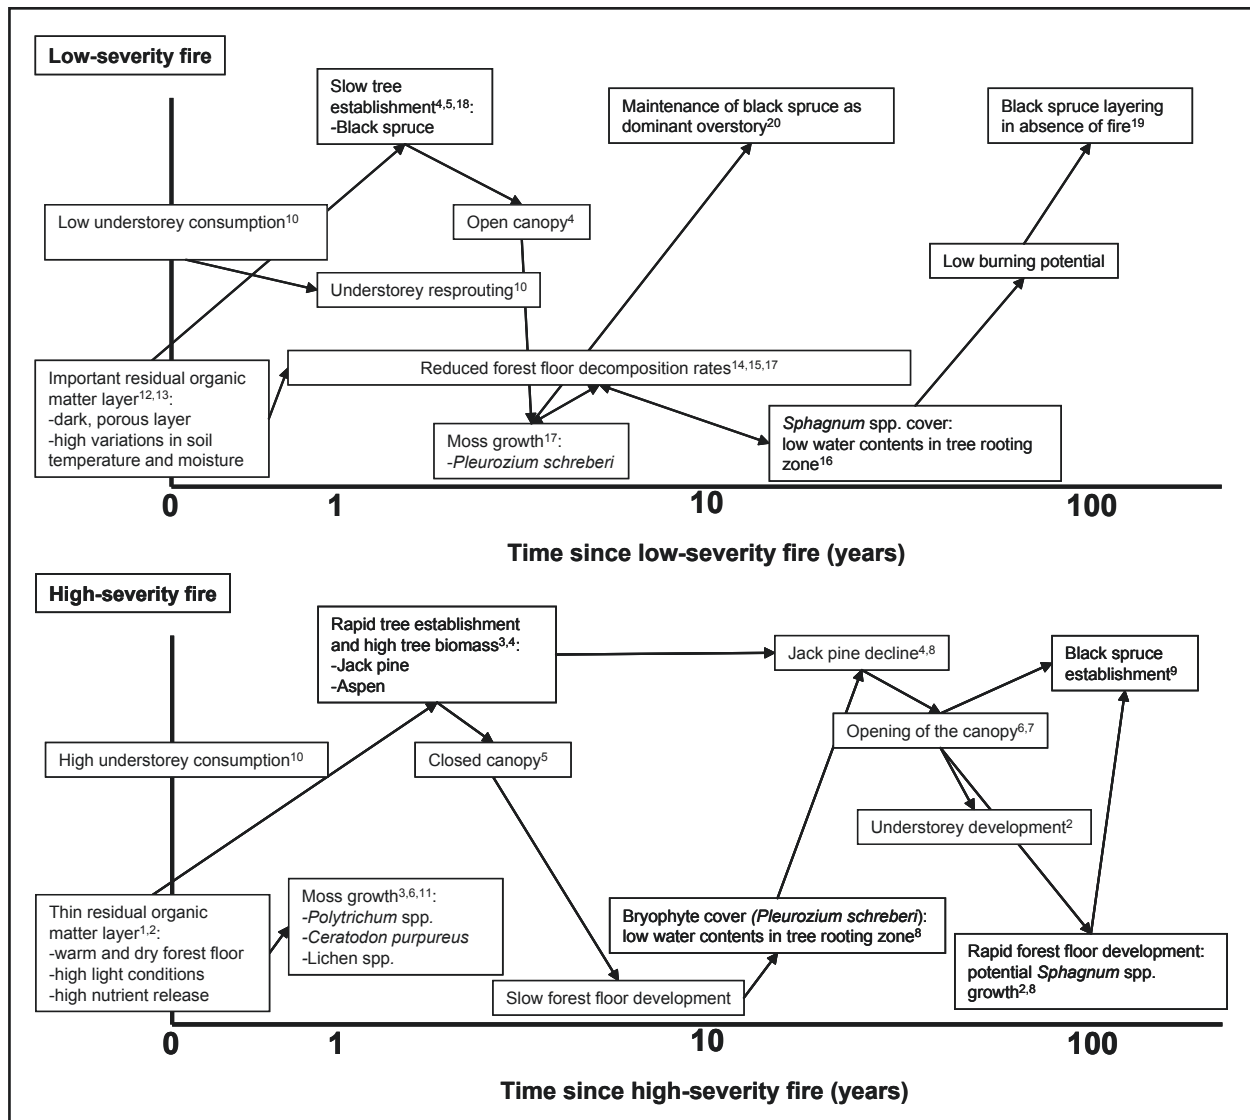 Low-severity fire
Slow tree
establishment4,5,18:
-Black spruce
Maintenance of black spruce as
dominant overstory20
Black spruce layering
in absence of fire19
Low understorey consumption10
Open canopy4
Low burning potential
Understorey resprouting10
Important residual organic
matter layer12,13:
-dark, porous layer
-high variations in soil
temperature and moisture
Reduced forest floor decomposition rates14,15,17
Moss growth17:
-Pleurozium schreberi
Sphagnum spp. cover:
low water contents in tree rooting
zone16
0
1
10
100
Time since low-severity fire (years)
High-severity fire
Rapid tree establishment
and high tree biomass3,4:
-Jack pine
-Aspen
Jack pine decline4,8
Black spruce
establishment9
Opening of the canopy6,7
High understorey consumption10
Closed canopy5
Understorey development2
Thin residual organic
matter layer1,2:
-warm and dry forest floor
-high light conditions
-high nutrient release
Moss growth3,6,11:
-Polytrichum spp.
-Ceratodon purpureus
-Lichen spp.
Bryophyte cover (Pleurozium schreberi):
low water contents in tree rooting zone8
Slow forest floor development
Rapid forest floor development:
potential Sphagnum spp.
growth2,8
0
1
10
100
Time since high-severity fire (years)